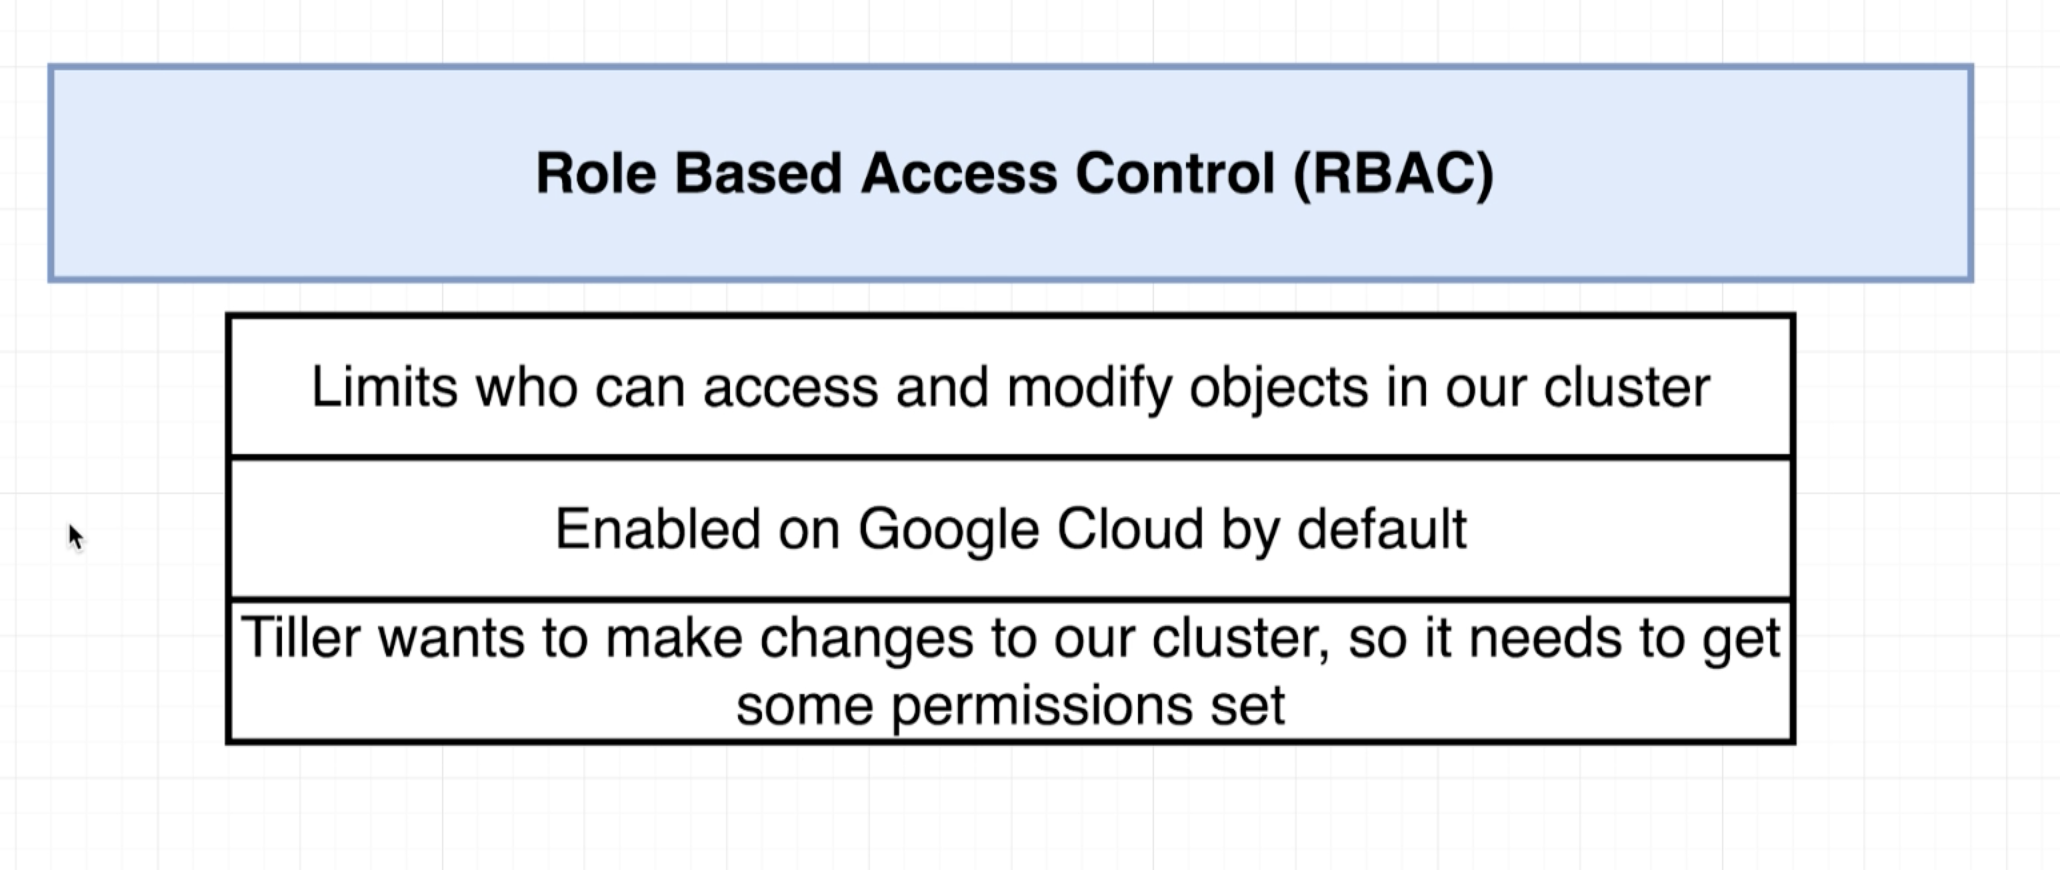 Role Based Access Control (RBAC)
Limits who can access and modify objects in our cluster
Enabled on Google Cloud by default
Tiller wants to make changes to our cluster, so it needs to get
some permissions set